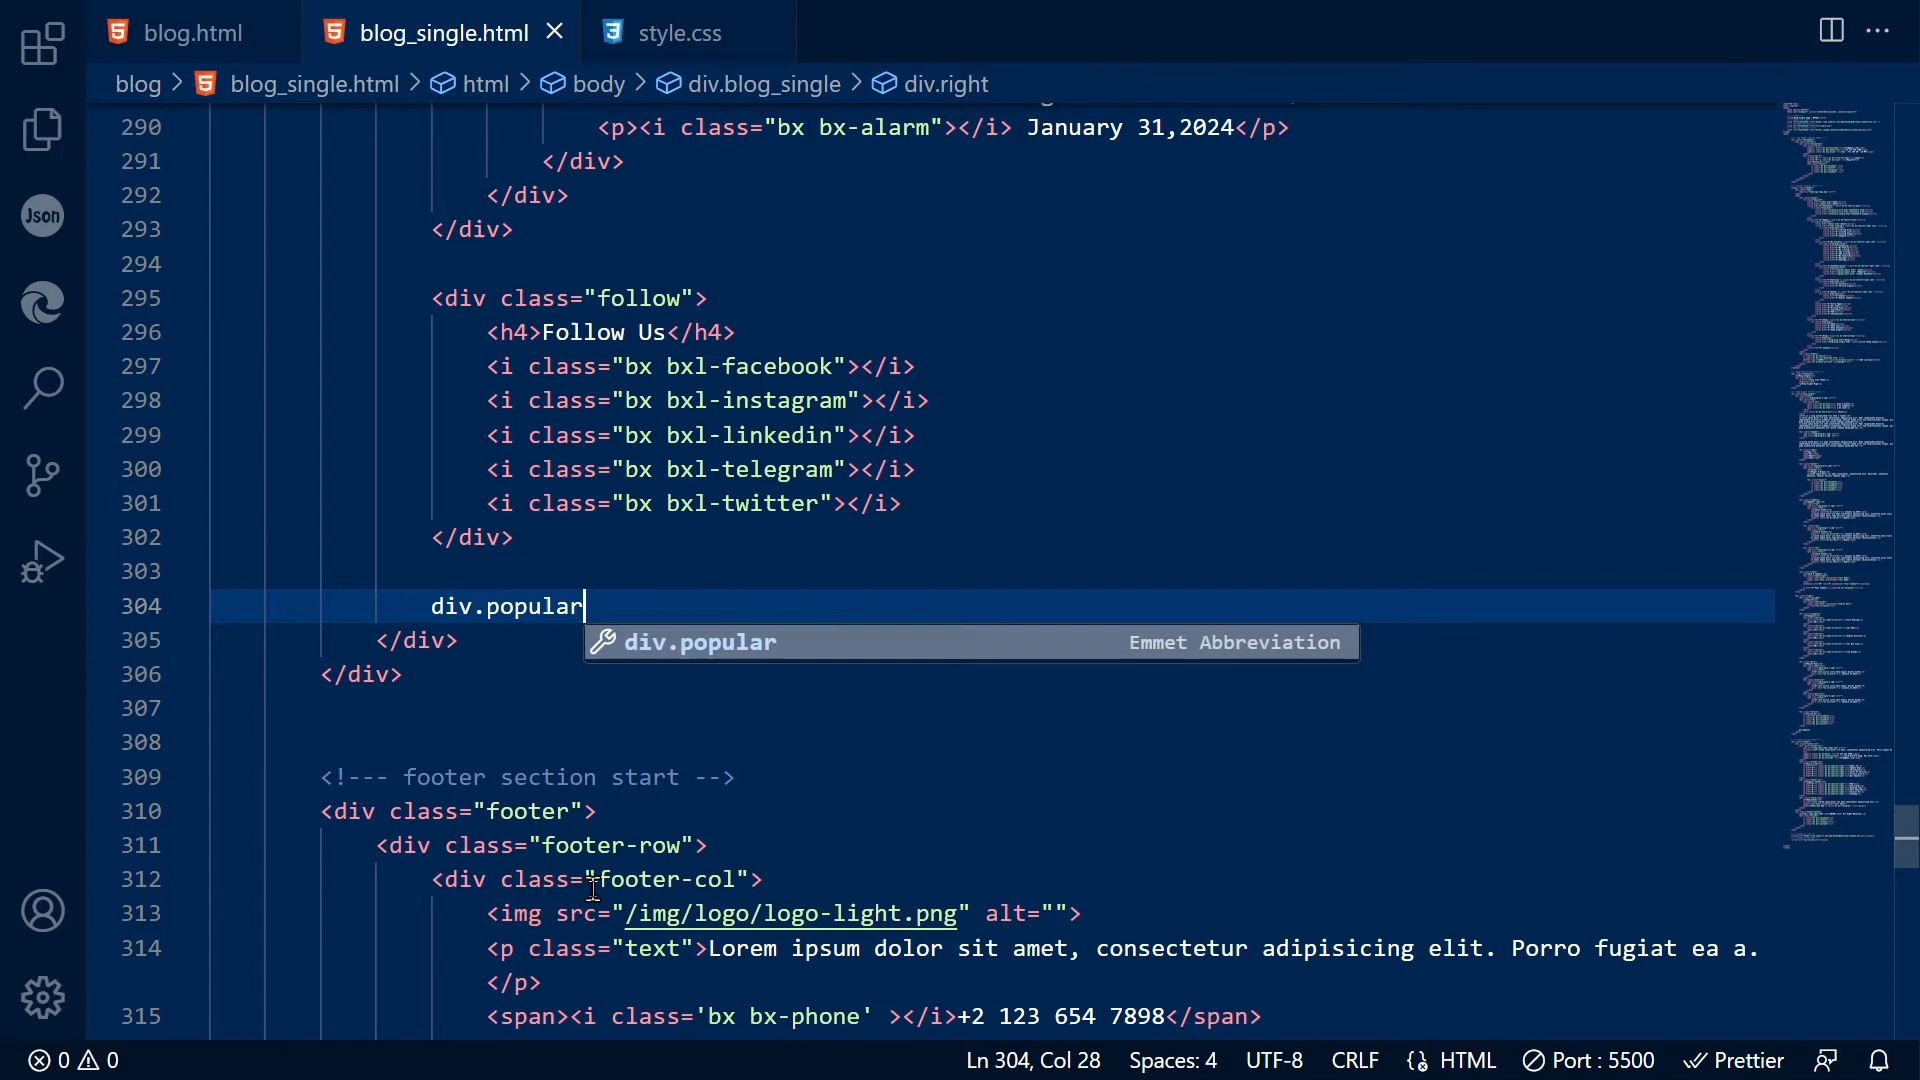 blog.html
blog_single.html
style.css
blog > blog_single.html > html > body > div.blog_single > div.right
Json
290 <p><i class="bx bx-alarm"></i> January 31,2024</p>
291 </div>
292 </div>
293 </div>
294
295 <div class="follow">
296 <h4>Follow Us</h4>
297 <i class="bx bxl-facebook"></i>
298 <i class="bx bxl-instagram"></i>
299 <i class="bx bxl-linkedin"></i>
300 <i class="bx bxl-telegram"></i>
301 <i class="bx bxl-twitter"></i>
302 </div>
303
304 div.popular
div.popular Emmet Abbreviation
305 </div>
306 </div>
307
308
309 <!--- footer section start -->
310 <div class="footer">
311 <div class="footer-row">
312 <div class="footer-col">
313 <img src="/img/logo/logo-light.png" alt="">
314 <p class="text">Lorem ipsum dolor sit amet, consectetur adipisicing elit. Porro fugiat ea a.
</p>
315 <span><i class='bx bx-phone' ></i>+2 123 654 7898</span>
0 0 Ln 304, Col 28 Spaces: 4 UTF-8 CRLF HTML Port : 5500 Prettier